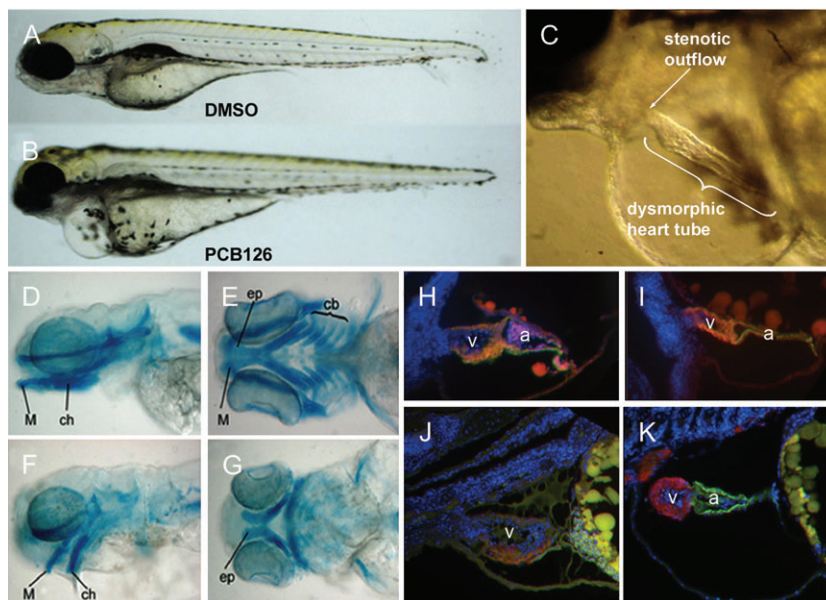 A
DMSO
B
PCB126
C
stenotic
outflow
dysmorphic
heart tube
D
M
ch
E
ep
cb
M
F
M
ch
G
ep
H
v
a
I
v
a
J
v
K
v
a